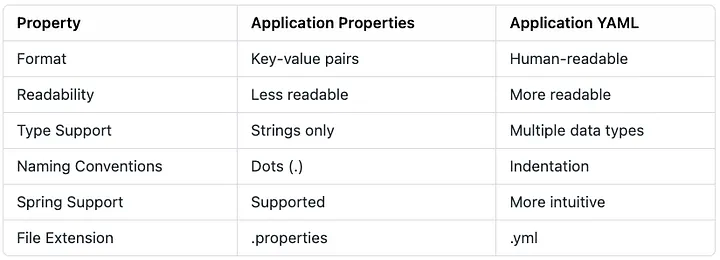 Property Application Properties Application YAML
Format Key-value pairs Human-readable
Readability Less readable More readable
Type Support Strings only Multiple data types
Naming Conventions Dots (.) Indentation
Spring Support Supported More intuitive
File Extension .properties .yml